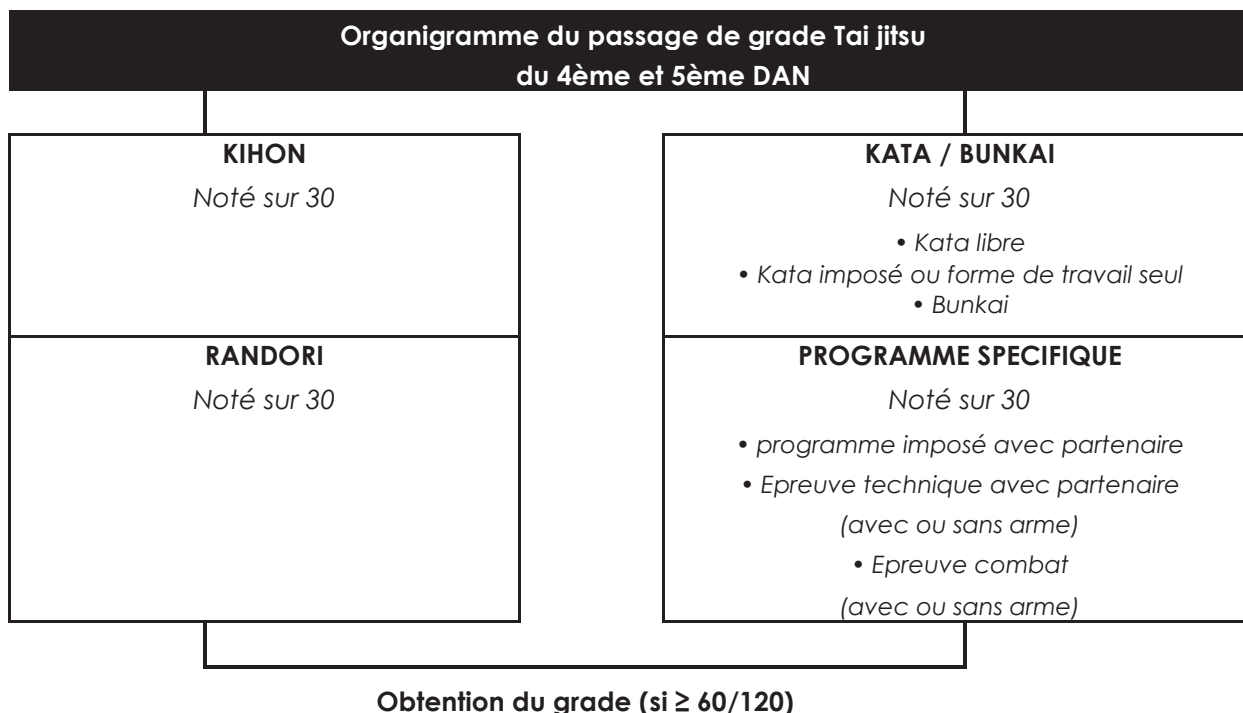 Organigramme du passage de grade Tai jitsu
du 4ème et 5ème DAN
KIHON
Noté sur 30
RANDORI
Noté sur 30
KATA / BUNKAI
Noté sur 30
• Kata libre
• Kata imposé ou forme de travail seul
• Bunkai
PROGRAMME SPECIFIQUE
Noté sur 30
• programme imposé avec partenaire
• Epreuve technique avec partenaire
(avec ou sans arme)
• Epreuve combat
(avec ou sans arme)
Obtention du grade (si ≥ 60/120)